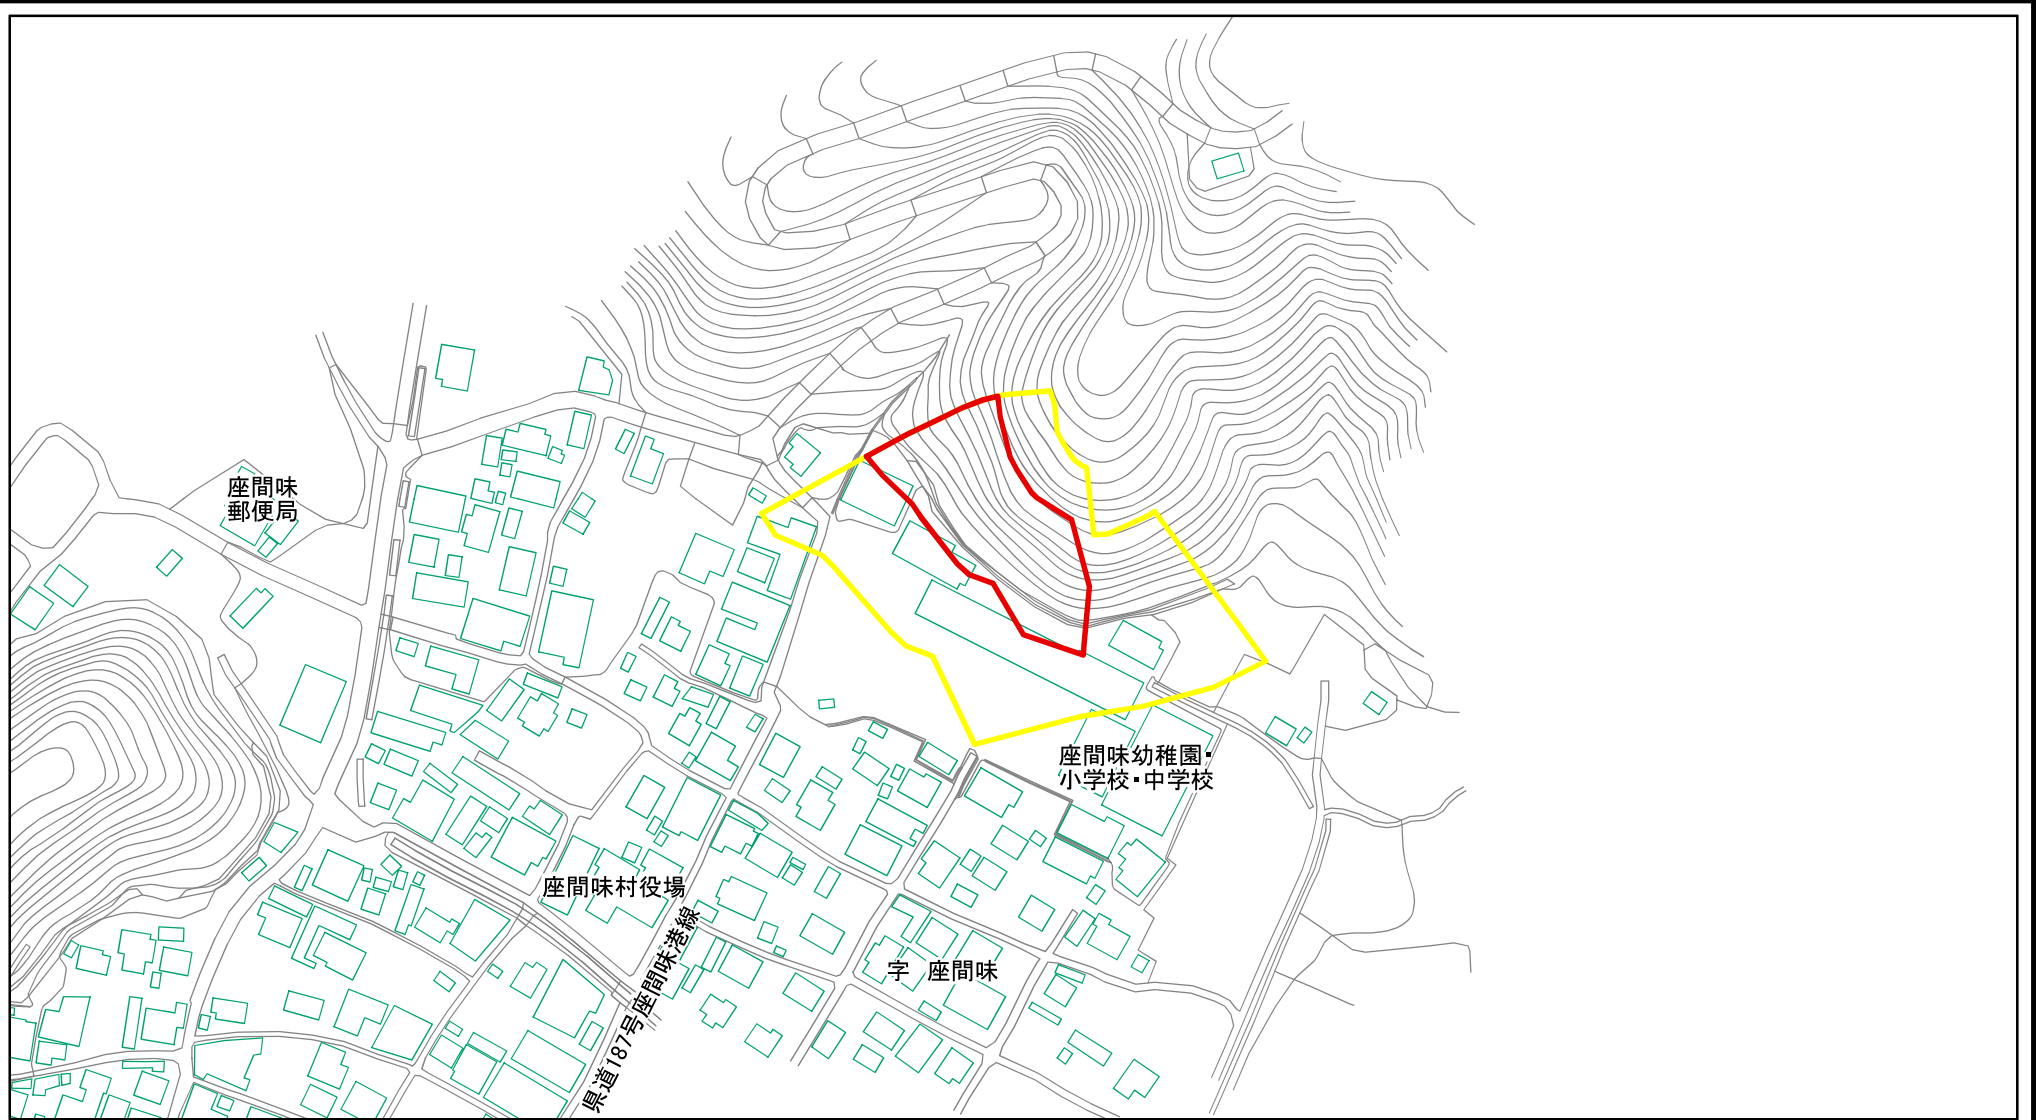 座間味
郵便局
座間味幼稚園・
小学校・中学校
座間味村役場
県道187号座間味港線
字 座間味